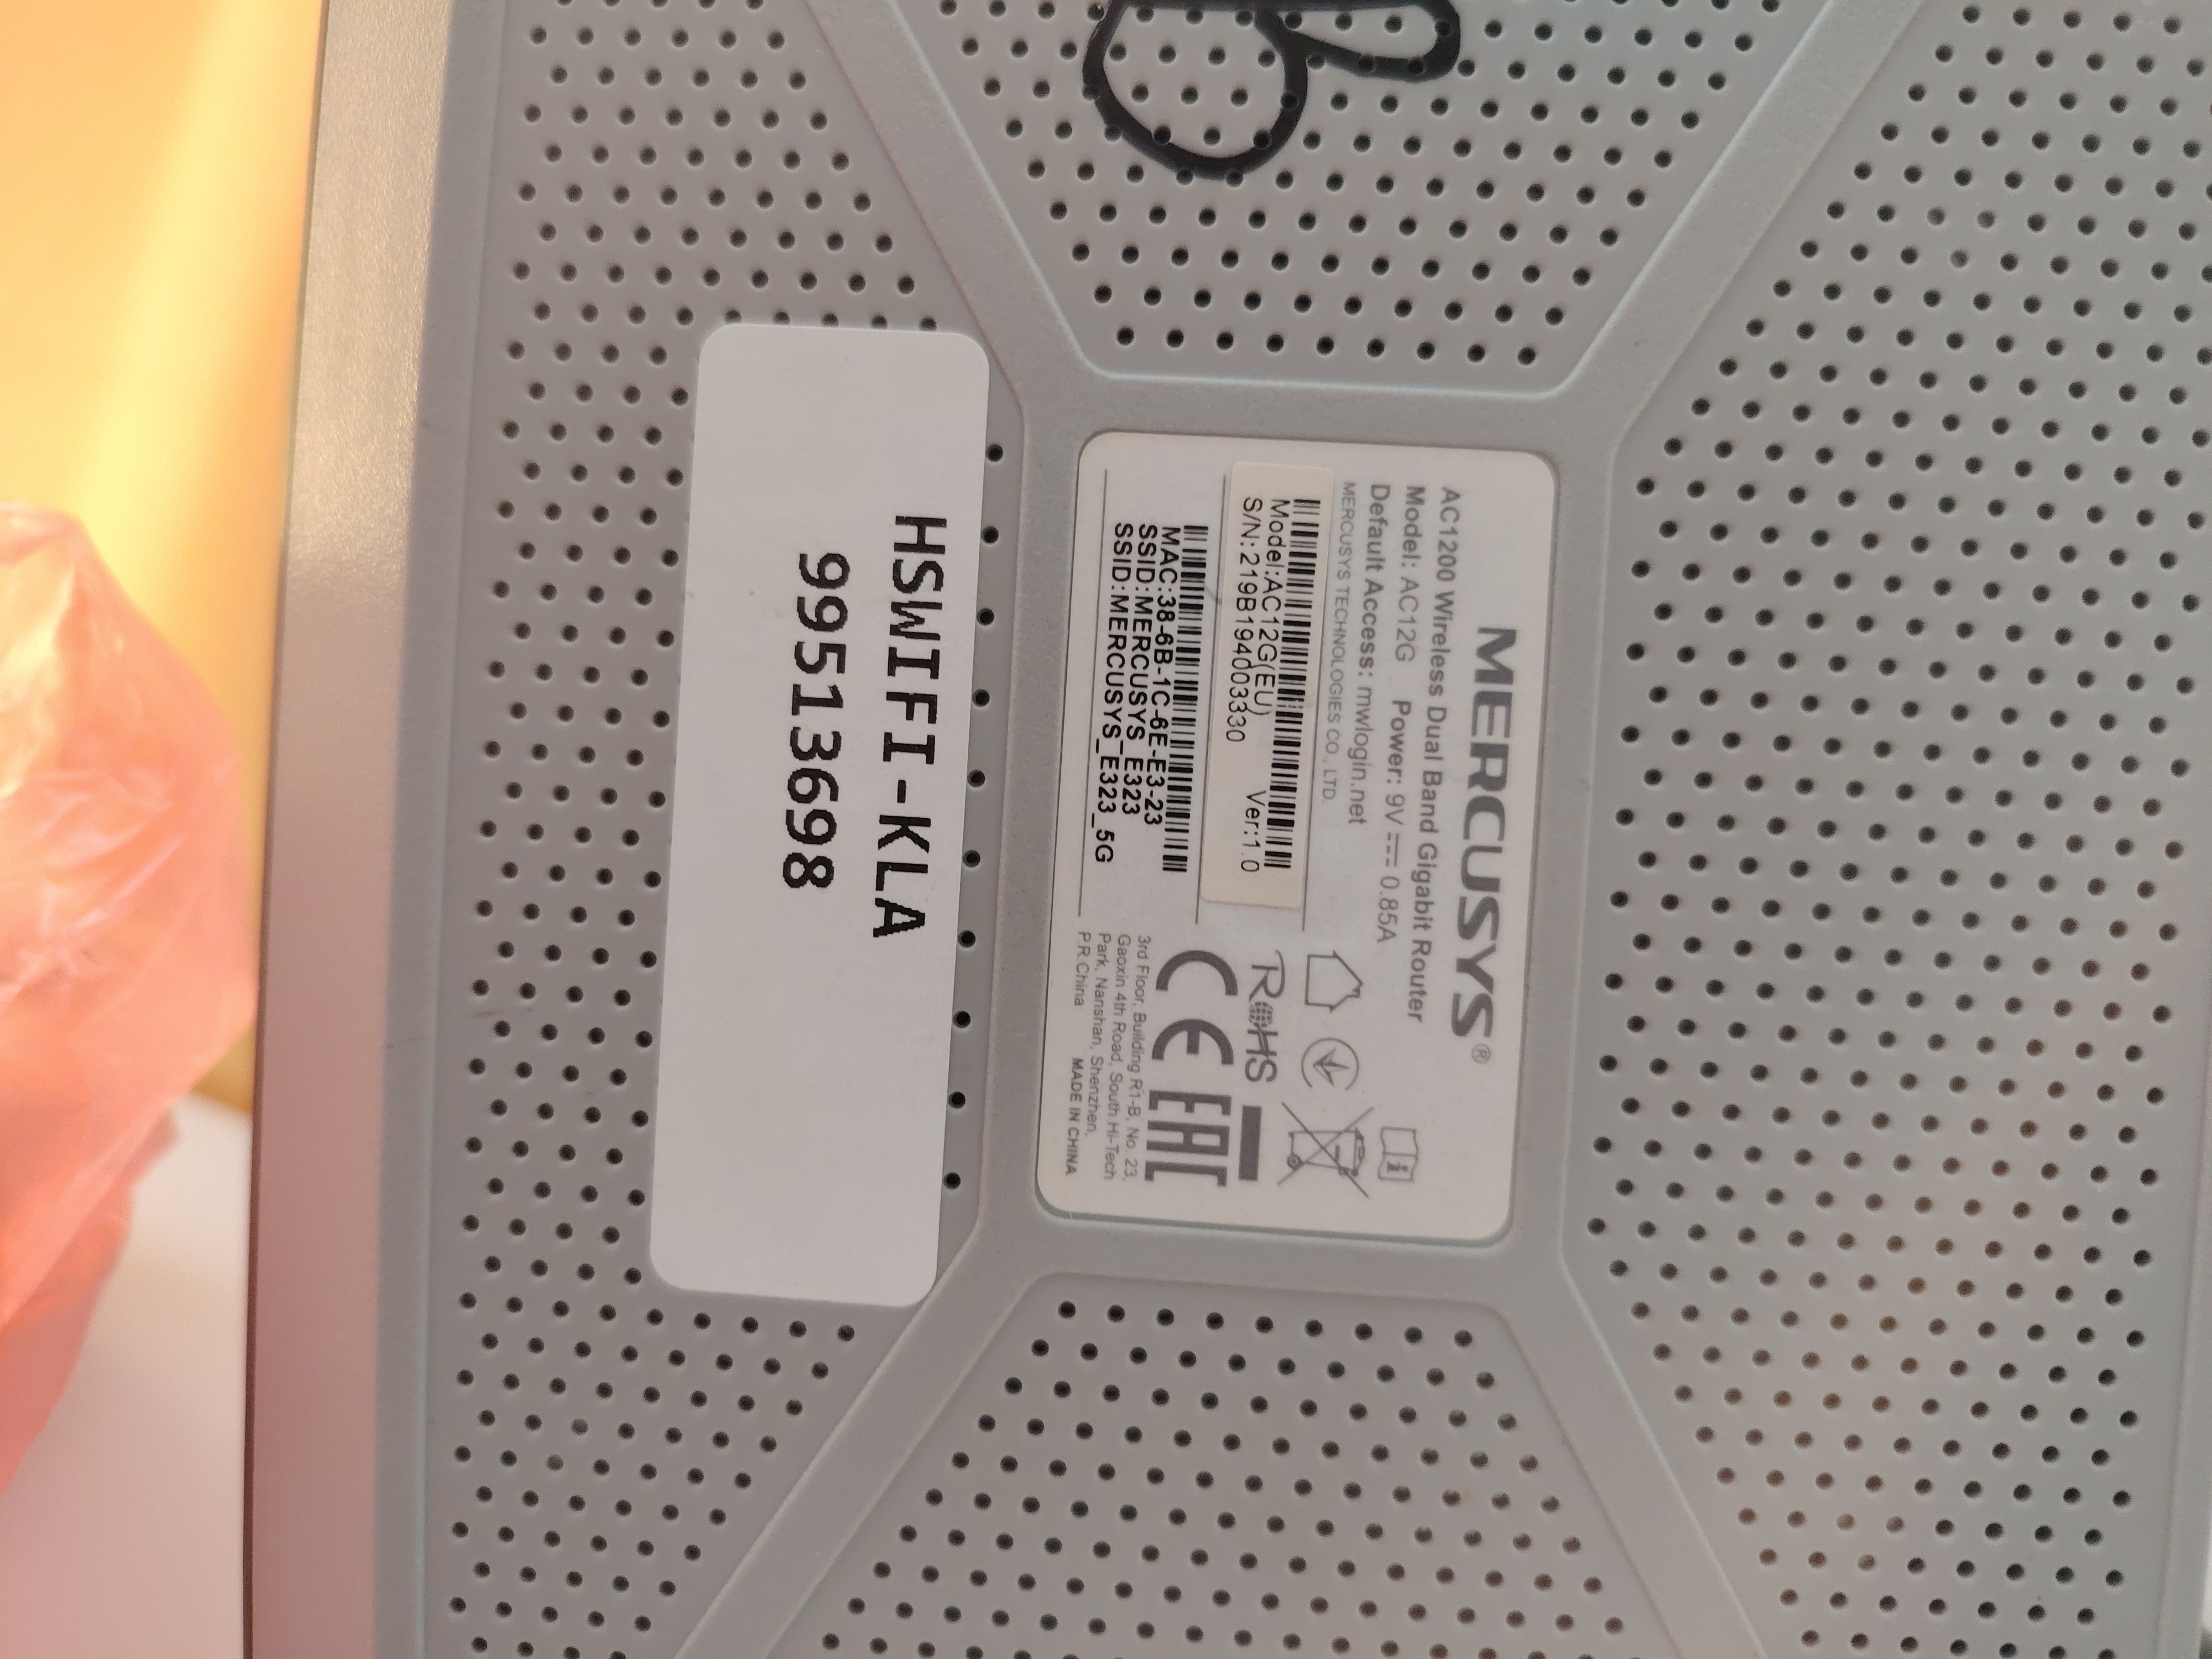 MERCUSYS®
AC1200 Wireless Dual Band Gigabit Router
Model: AC12G Power: 9V 0.85A
Default Access: mwlogin.net
MERCUSYS TECHNOLOGIES CO., LTD.
Model:AC12G(EU)
S/N:219B194003330 Ver:1.0
MAC:38-6B-1C-6E-E3-23
SSID:MERCUSYS_E323
SSID:MERCUSYS_E323_5G
RoHS
CE EAC
3rd Floor, Building R1-B, No. 23,
Gaoxin 4th Road, South Hi-Tech
Park, Nanshan, Shenzhen,
P.R.China MADE IN CHINA
HSWIFI-KLA
99513698